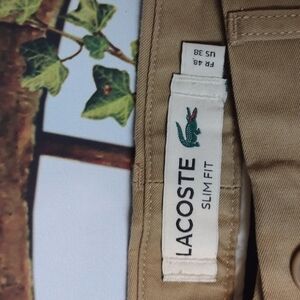 FR 48
US 38
LACOSTE
SLIM FIT